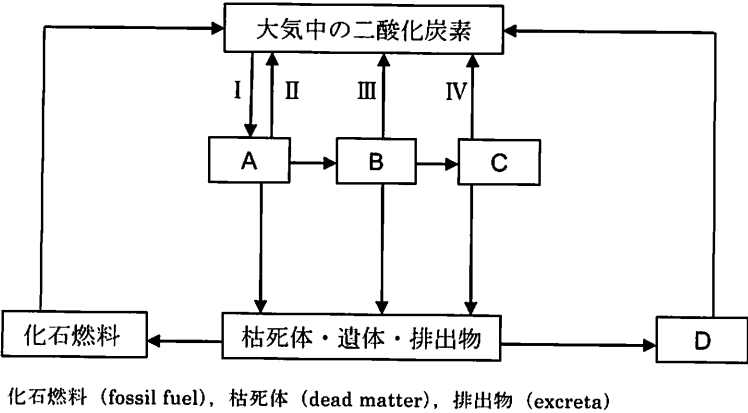 大気中の二酸化炭素
Ⅰ Ⅱ Ⅲ Ⅳ
A B C
化石燃料 枯死体・遺体・排出物 D
化石燃料 (fossil fuel), 枯死体 (dead matter), 排出物 (excreta)